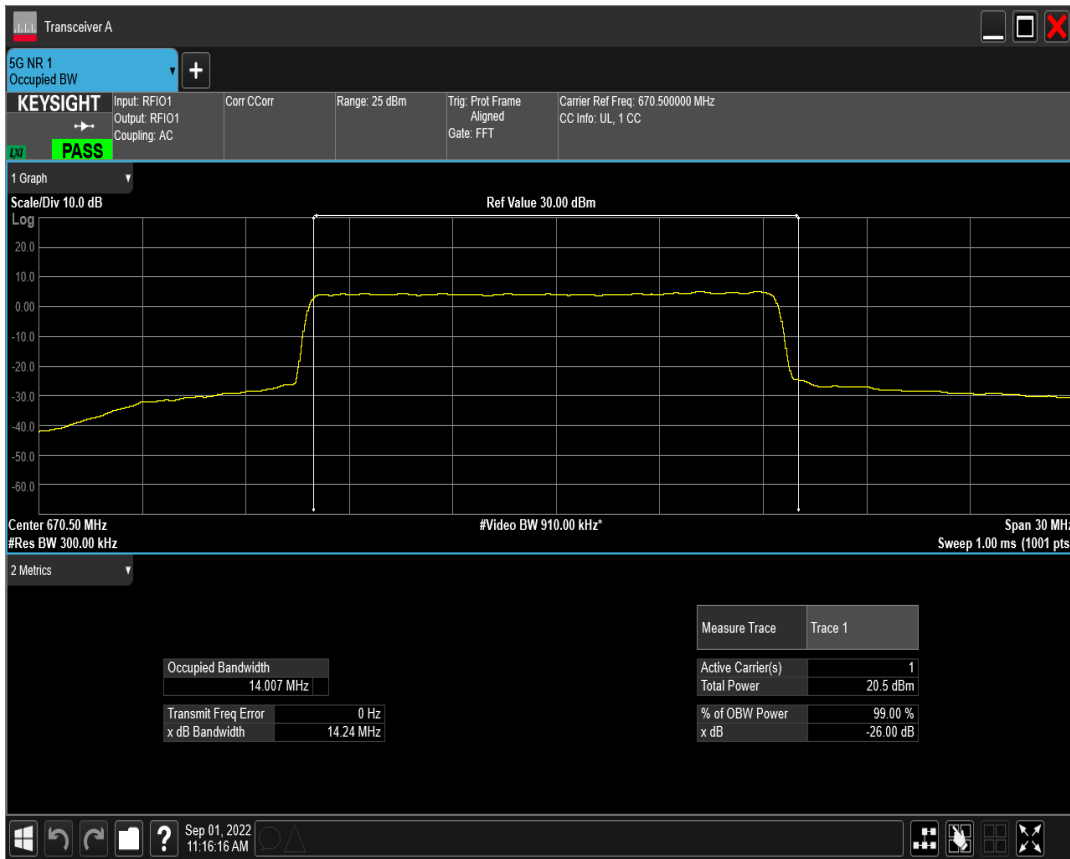 Transceiver A
5G NR 1
Occupied BW
+
KEYSIGHT
LXI
PASS
Input: RFIO1
Output: RFIO1
Coupling: AC
Corr CCorr
Range: 25 dBm
Trig: Prot Frame
Aligned
Gate: FFT
Carrier Ref Freq: 670.500000 MHz
CC Info: UL, 1 CC
1 Graph
Scale/Div 10.0 dB
Ref Value 30.00 dBm
Log
20.0
10.0
0.00
-10.0
-20.0
-30.0
-40.0
-50.0
-60.0
Center 670.50 MHz
#Video BW 910.00 kHz*
Span 30 MHz
#Res BW 300.00 kHz
Sweep 1.00 ms (1001 pts
2 Metrics
Measure Trace Trace 1
Occupied Bandwidth
14.007 MHz
Active Carrier(s) 1
Total Power 20.5 dBm
Transmit Freq Error 0 Hz
x dB Bandwidth 14.24 MHz
% of OBW Power 99.00 %
x dB -26.00 dB
?
Sep 01, 2022
11:16:16 AM